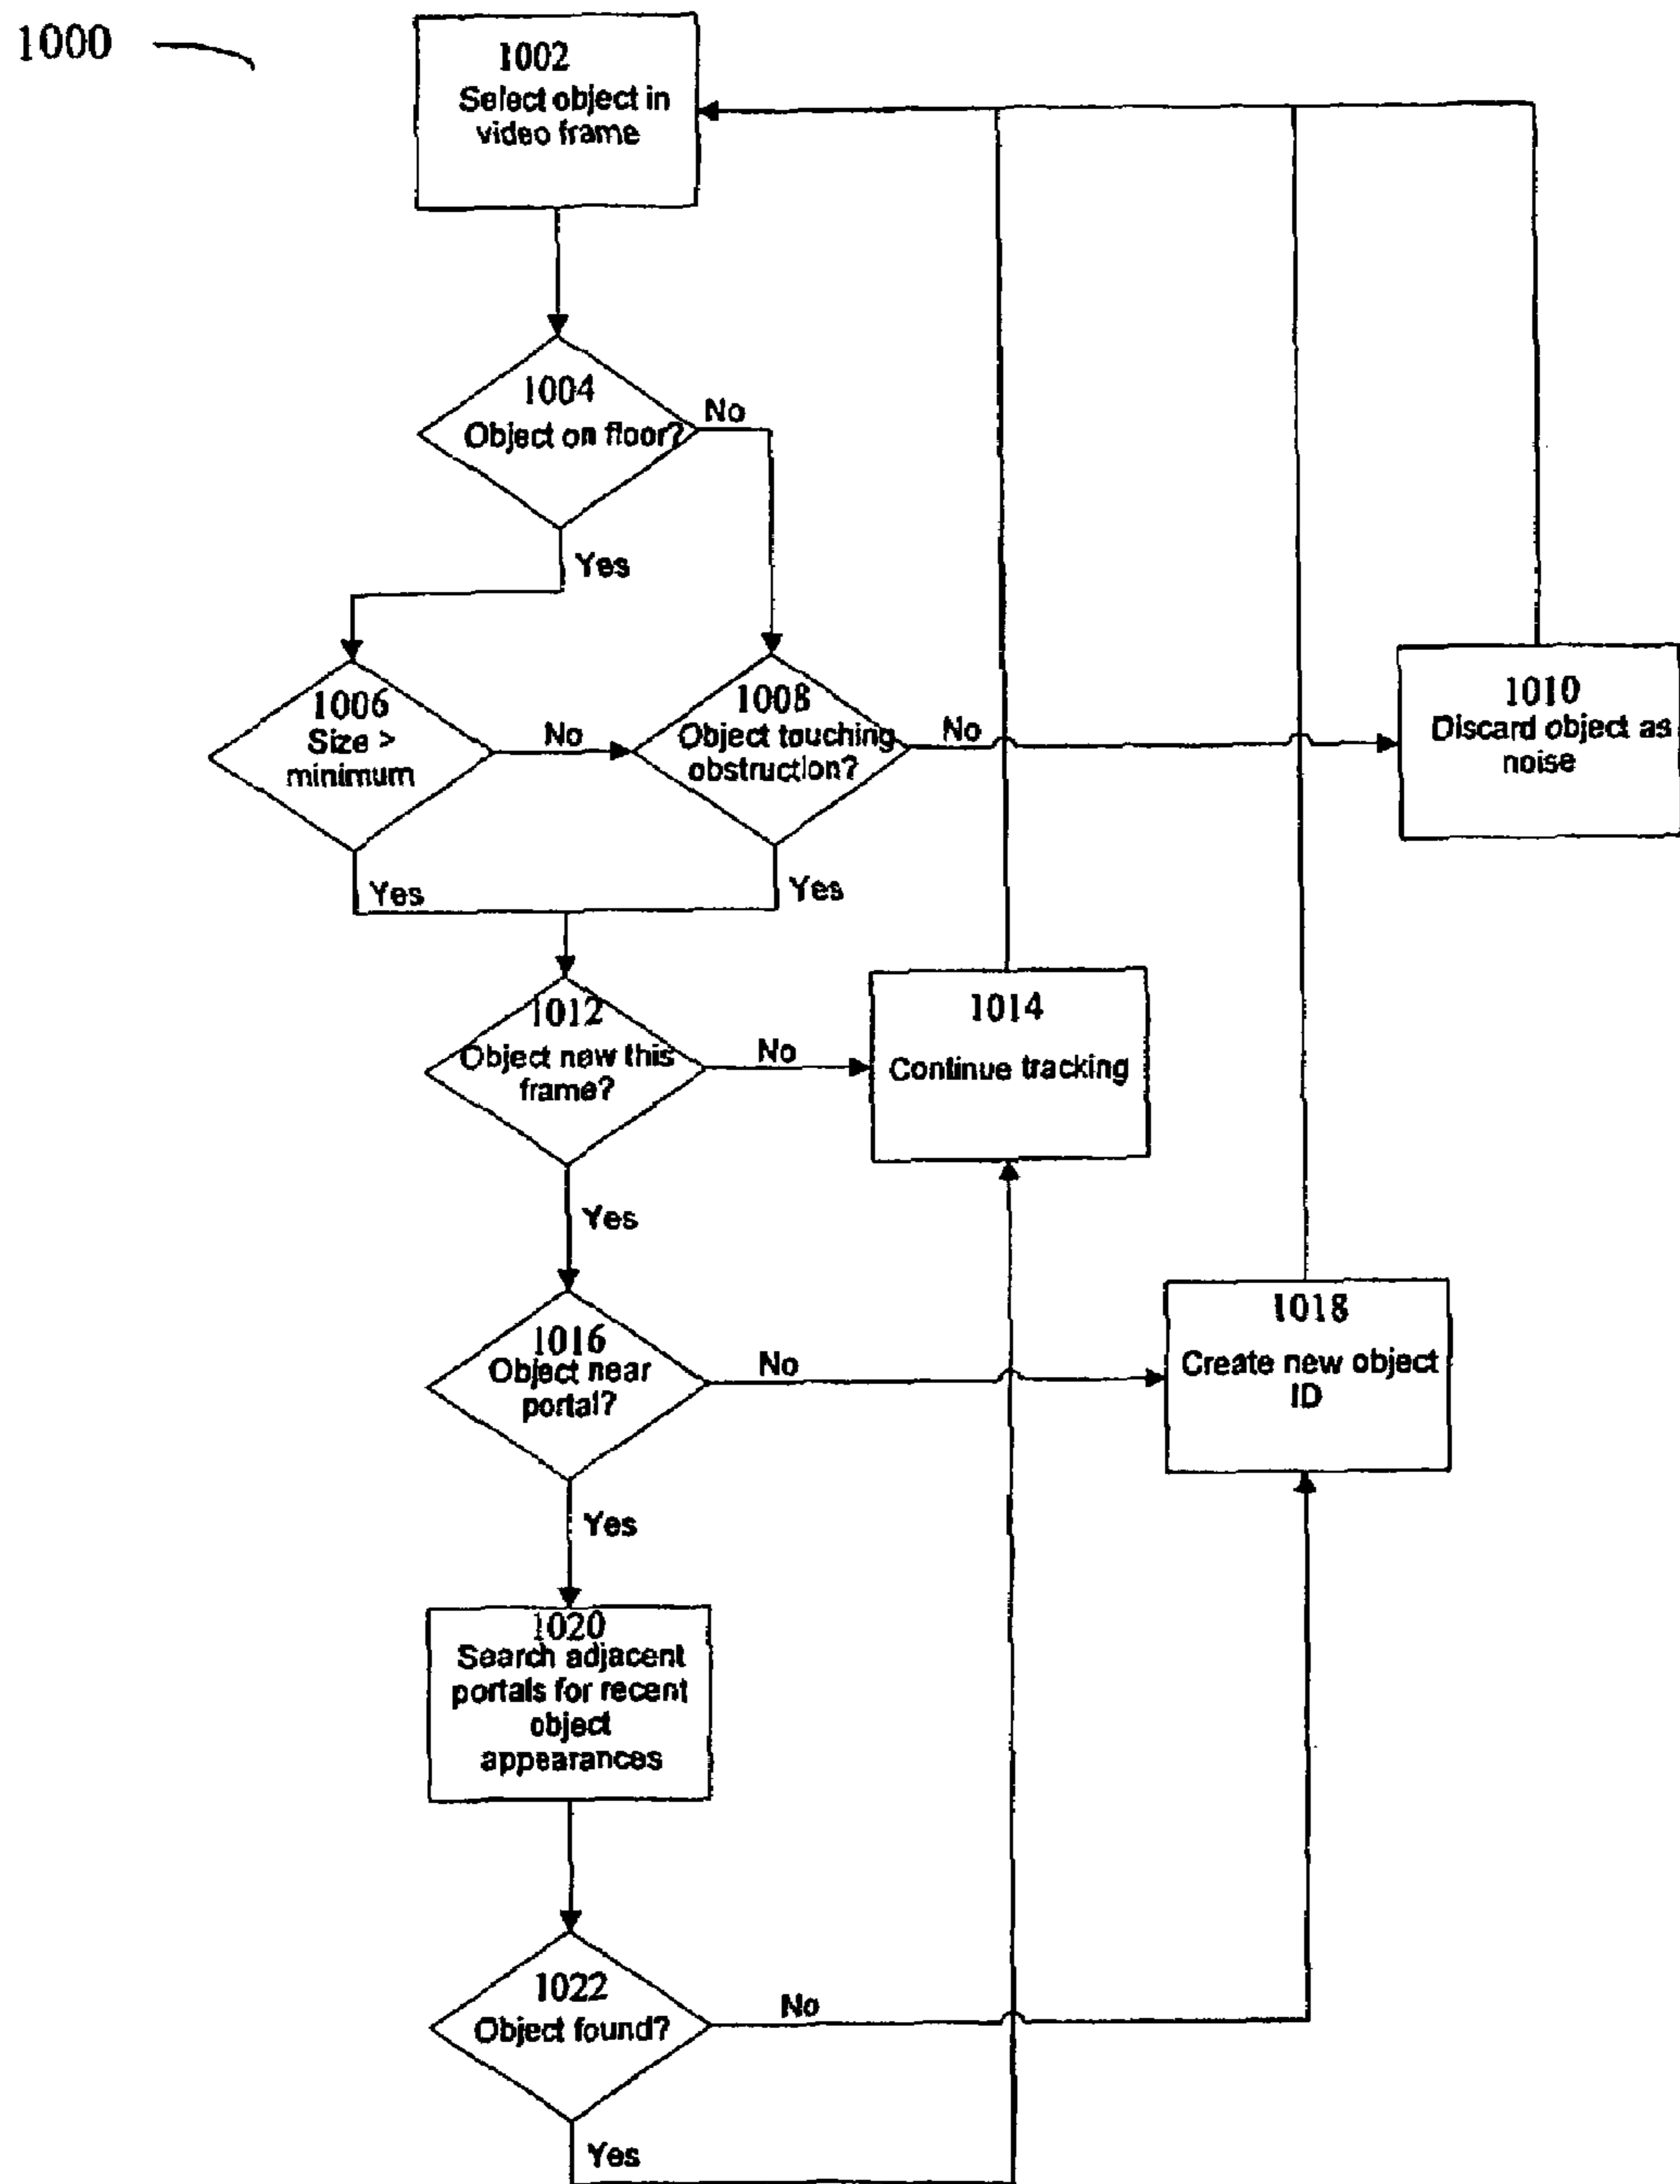 1000
1002
Select object in
video frame
1004
Object on floor?
No
Yes
1006
Size >
minimum
No
1008
Object touching
obstruction?
No
1010
Discard object as
noise
Yes
Yes
1012
Object new this
frame?
No
1014
Continue tracking
Yes
1016
Object near
portal?
No
1018
Create new object
ID
Yes
1020
Search adjacent
portals for recent
object
appearances
1022
Object found?
No
Yes